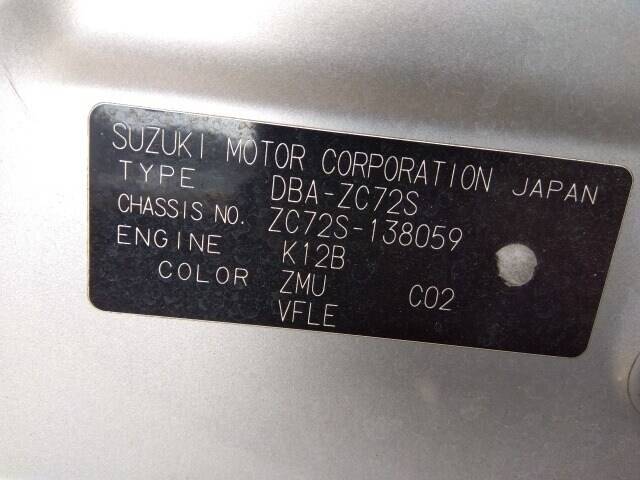 SUZUKI MOTOR CORPORATION JAPAN
TYPE DBA-ZC72S
CHASSIS NO. ZC72S-138059
ENGINE K12B
COLOR ZMU C02
VFLE